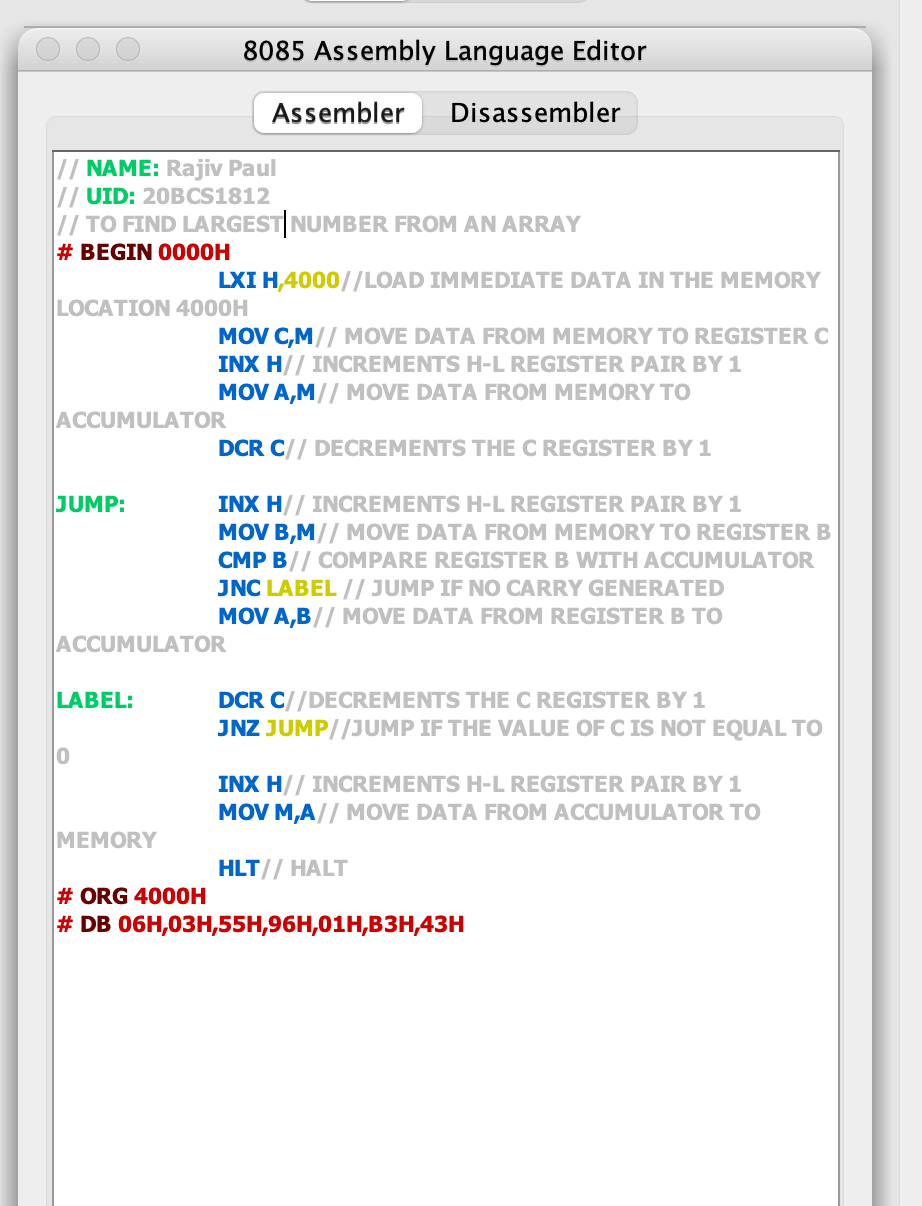 8085 Assembly Language Editor
Assembler Disassembler
// NAME: Rajiv Paul
// UID: 20BCS1812
// TO FIND LARGEST NUMBER FROM AN ARRAY
# BEGIN 0000H
LXI H,4000//LOAD IMMEDIATE DATA IN THE MEMORY
LOCATION 4000H
MOV C,M// MOVE DATA FROM MEMORY TO REGISTER C
INX H// INCREMENTS H-L REGISTER PAIR BY 1
MOV A,M// MOVE DATA FROM MEMORY TO
ACCUMULATOR
DCR C// DECREMENTS THE C REGISTER BY 1
JUMP: INX H// INCREMENTS H-L REGISTER PAIR BY 1
MOV B,M// MOVE DATA FROM MEMORY TO REGISTER B
CMP B// COMPARE REGISTER B WITH ACCUMULATOR
JNC LABEL // JUMP IF NO CARRY GENERATED
MOV A,B// MOVE DATA FROM REGISTER B TO
ACCUMULATOR
LABEL: DCR C//DECREMENTS THE C REGISTER BY 1
JNZ JUMP//JUMP IF THE VALUE OF C IS NOT EQUAL TO
0
INX H// INCREMENTS H-L REGISTER PAIR BY 1
MOV M,A// MOVE DATA FROM ACCUMULATOR TO
MEMORY
HLT// HALT
# ORG 4000H
# DB 06H,03H,55H,96H,01H,B3H,43H